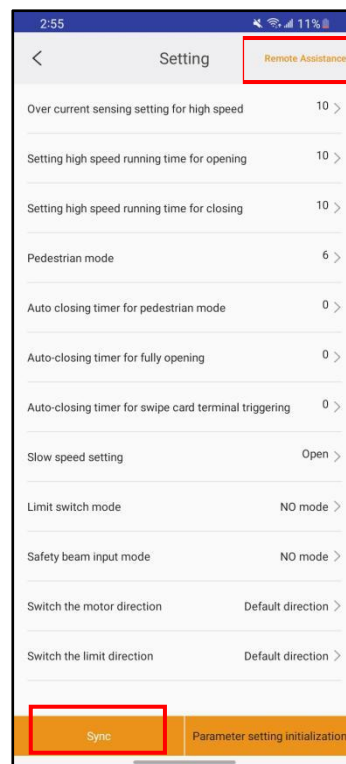 2:55 11%
Setting Remote Assistance
Over current sensing setting for high speed 10
Setting high speed running time for opening 10
Setting high speed running time for closing 10
Pedestrian mode 6
Auto closing timer for pedestrian mode 0
Auto-closing timer for fully opening 0
Auto-closing timer for swipe card terminal triggering 0
Slow speed setting Open
Limit switch mode NO mode
Safety beam input mode NO mode
Switch the motor direction Default direction
Switch the limit direction Default direction
Sync Parameter setting initialization